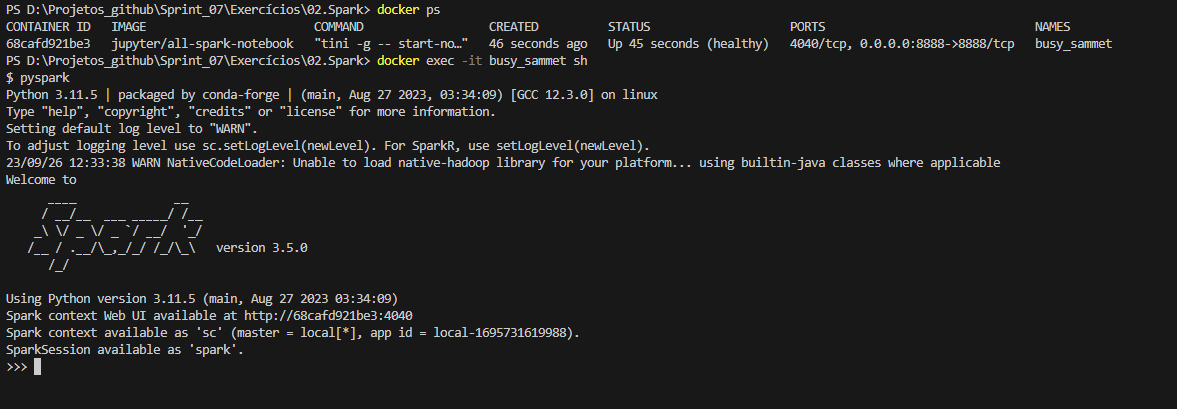 PS D:\Projetos_github\Sprint_07\Exercícios\02.Spark> docker ps
CONTAINER ID   IMAGE                        COMMAND                  CREATED          STATUS                    PORTS                              NAMES
68cafd921be3   jupyter/all-spark-notebook   "tini -g -- start-no…"   46 seconds ago   Up 45 seconds (healthy)   4040/tcp, 0.0.0.0:8888->8888/tcp   busy_sammet
PS D:\Projetos_github\Sprint_07\Exercícios\02.Spark> docker exec -it busy_sammet sh
$ pyspark
Python 3.11.5 | packaged by conda-forge | (main, Aug 27 2023, 03:34:09) [GCC 12.3.0] on linux
Type "help", "copyright", "credits" or "license" for more information.
Setting default log level to "WARN".
To adjust logging level use sc.setLogLevel(newLevel). For SparkR, use setLogLevel(newLevel).
23/09/26 12:33:38 WARN NativeCodeLoader: Unable to load native-hadoop library for your platform... using builtin-java classes where applicable
Welcome to
      ____              __
     / __/__  ___ _____/ /__
    _\ \/ _ \/ _ `/ __/  '_/
   /__ / .__/\_,_/_/ /_/\_\   version 3.5.0
      /_/
Using Python version 3.11.5 (main, Aug 27 2023 03:34:09)
Spark context Web UI available at http://68cafd921be3:4040
Spark context available as 'sc' (master = local[*], app id = local-1695731619988).
SparkSession available as 'spark'.
>>>